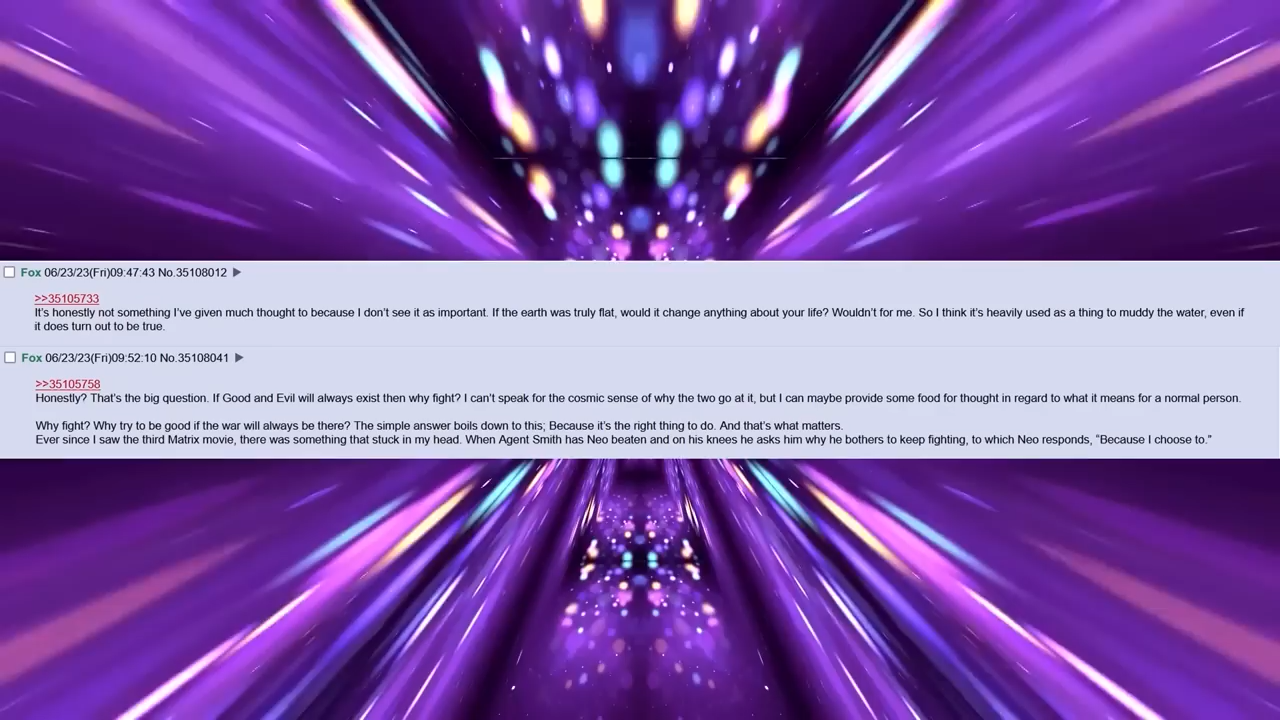 Fox 06/23/23(Fri)09:47:43 No.35108012 ▶
>>35105733
It's honestly not something I've given much thought to because I don't see it as important. If the earth was truly flat, would it change anything about your life? Wouldn't for me. So I think it's heavily used as a thing to muddy the water, even if
it does turn out to be true.
Fox 06/23/23(Fri)09:52:10 No.35108041 ▶
>>35105758
Honestly? That's the big question. If Good and Evil will always exist then why fight? I can't speak for the cosmic sense of why the two go at it, but I can maybe provide some food for thought in regard to what it means for a normal person.
Why fight? Why try to be good if the war will always be there? The simple answer boils down to this; Because it's the right thing to do. And that's what matters.
Ever since I saw the third Matrix movie, there was something that stuck in my head. When Agent Smith has Neo beaten and on his knees he asks him why he bothers to keep fighting, to which Neo responds, "Because I choose to."